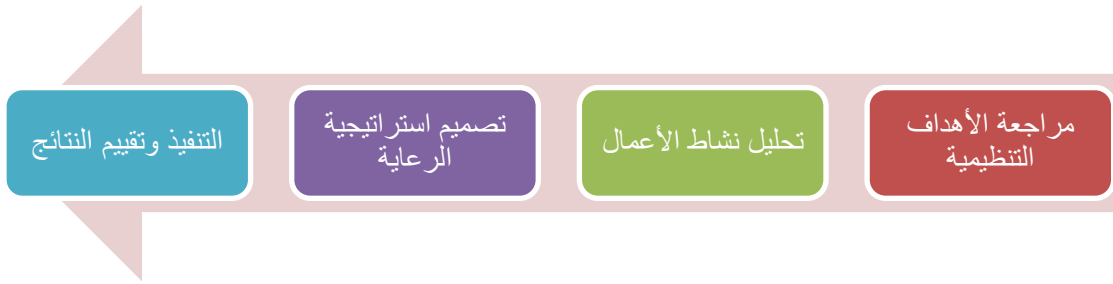 مراجعة الأهداف
التنظيمية
تحليل نشاط الأعمال
تصميم استراتيجية
الرعاية
التنفيذ وتقييم النتائج